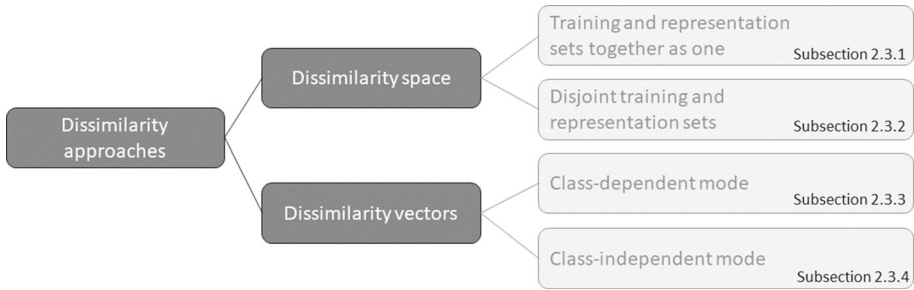 Dissimilarity
approaches
Dissimilarity space
Training and representation
sets together as one
Subsection 2.3.1
Disjoint training and
representation sets
Subsection 2.3.2
Dissimilarity vectors
Class-dependent mode
Subsection 2.3.3
Class-independent mode
Subsection 2.3.4